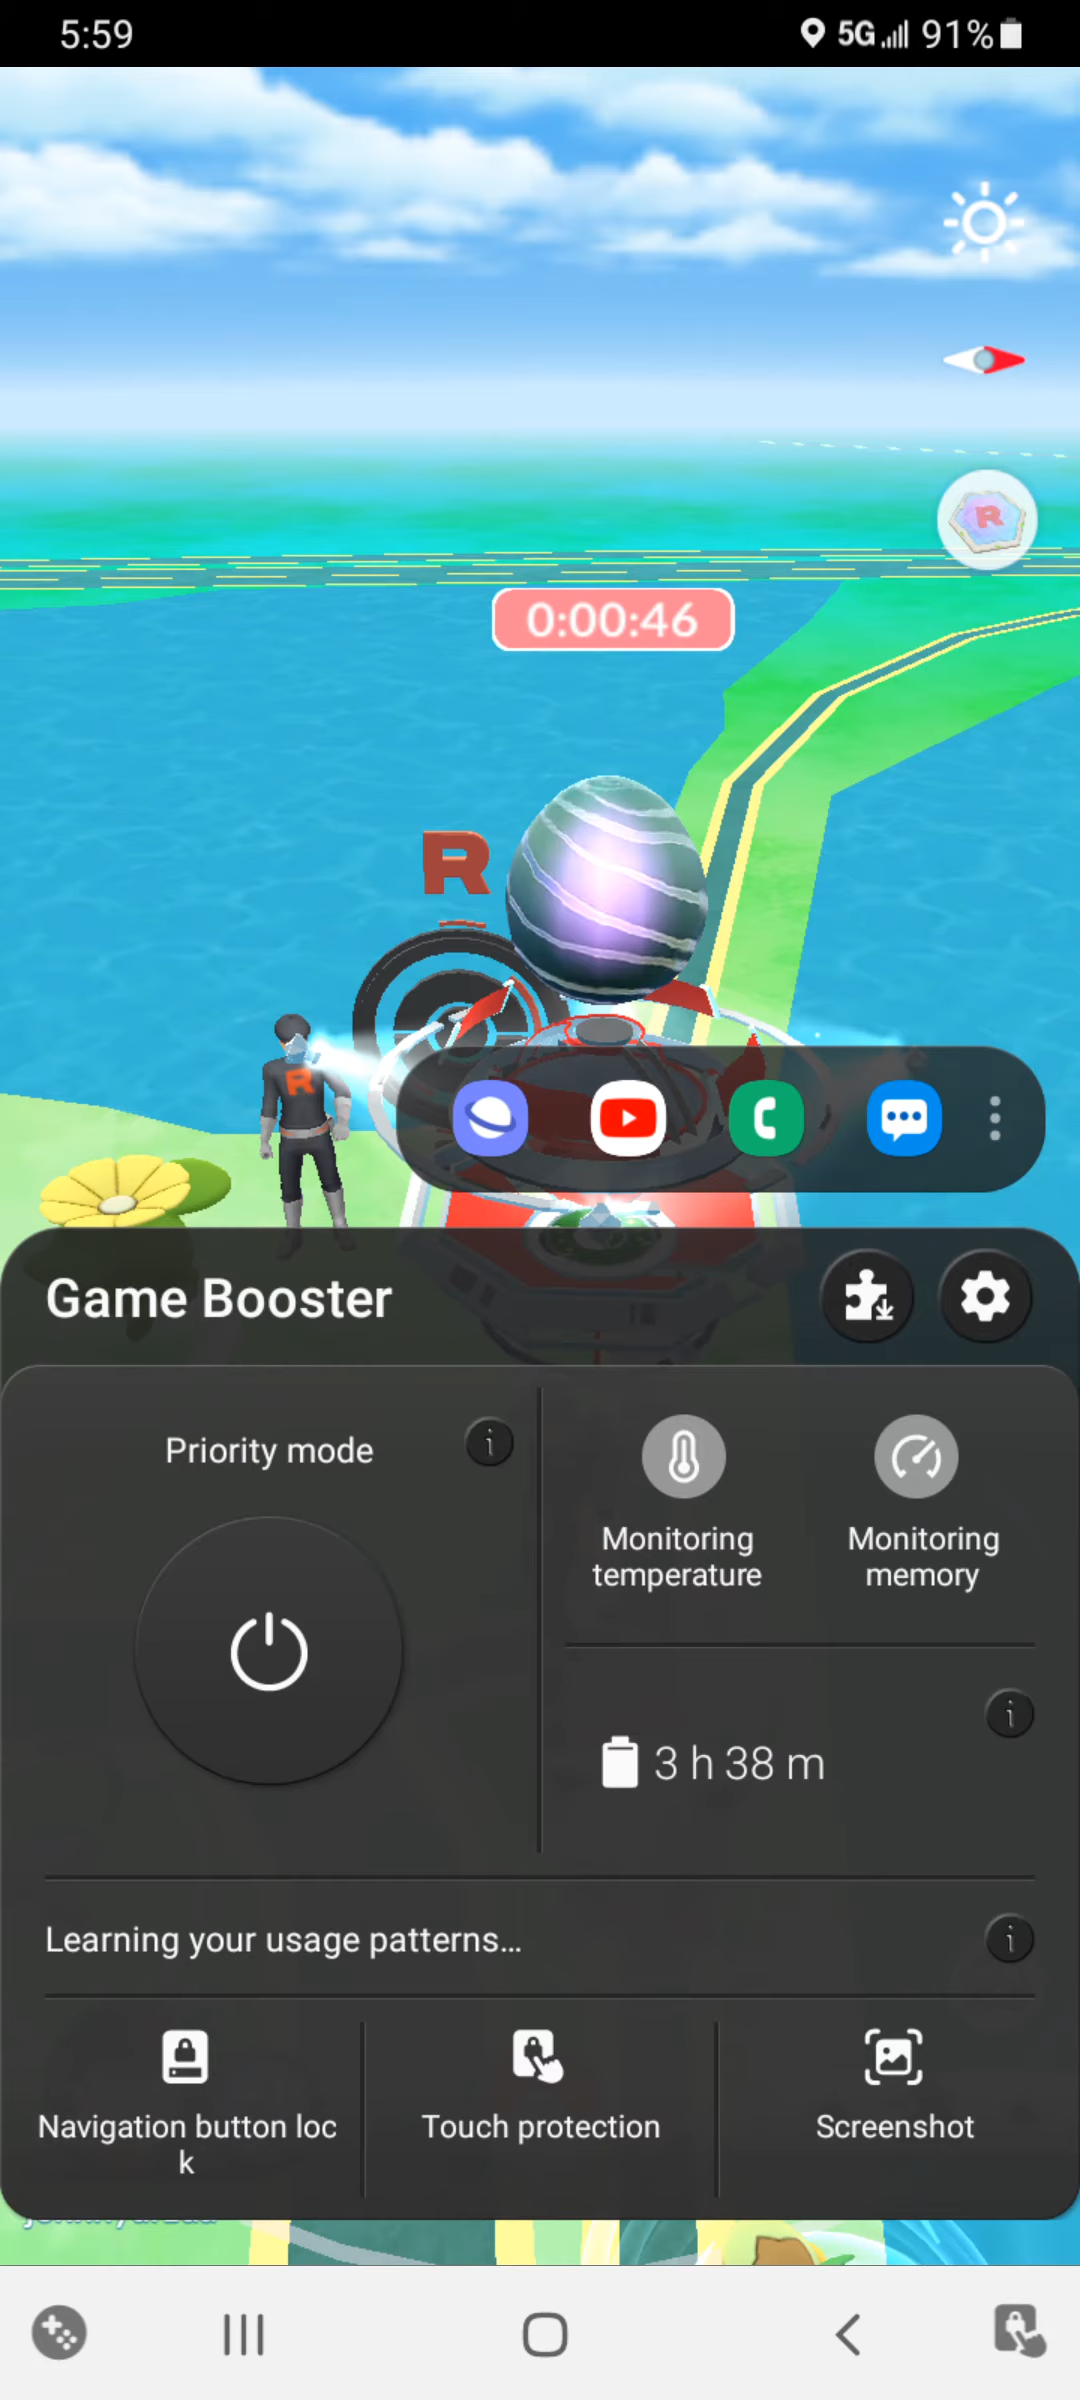 5:59
5G 91%
R
0:00:46
R
R
Game Booster
Priority mode
Monitoring
temperature
Monitoring
memory
3 h 38 m
Learning your usage patterns...
Navigation button loc
k
Touch protection
Screenshot